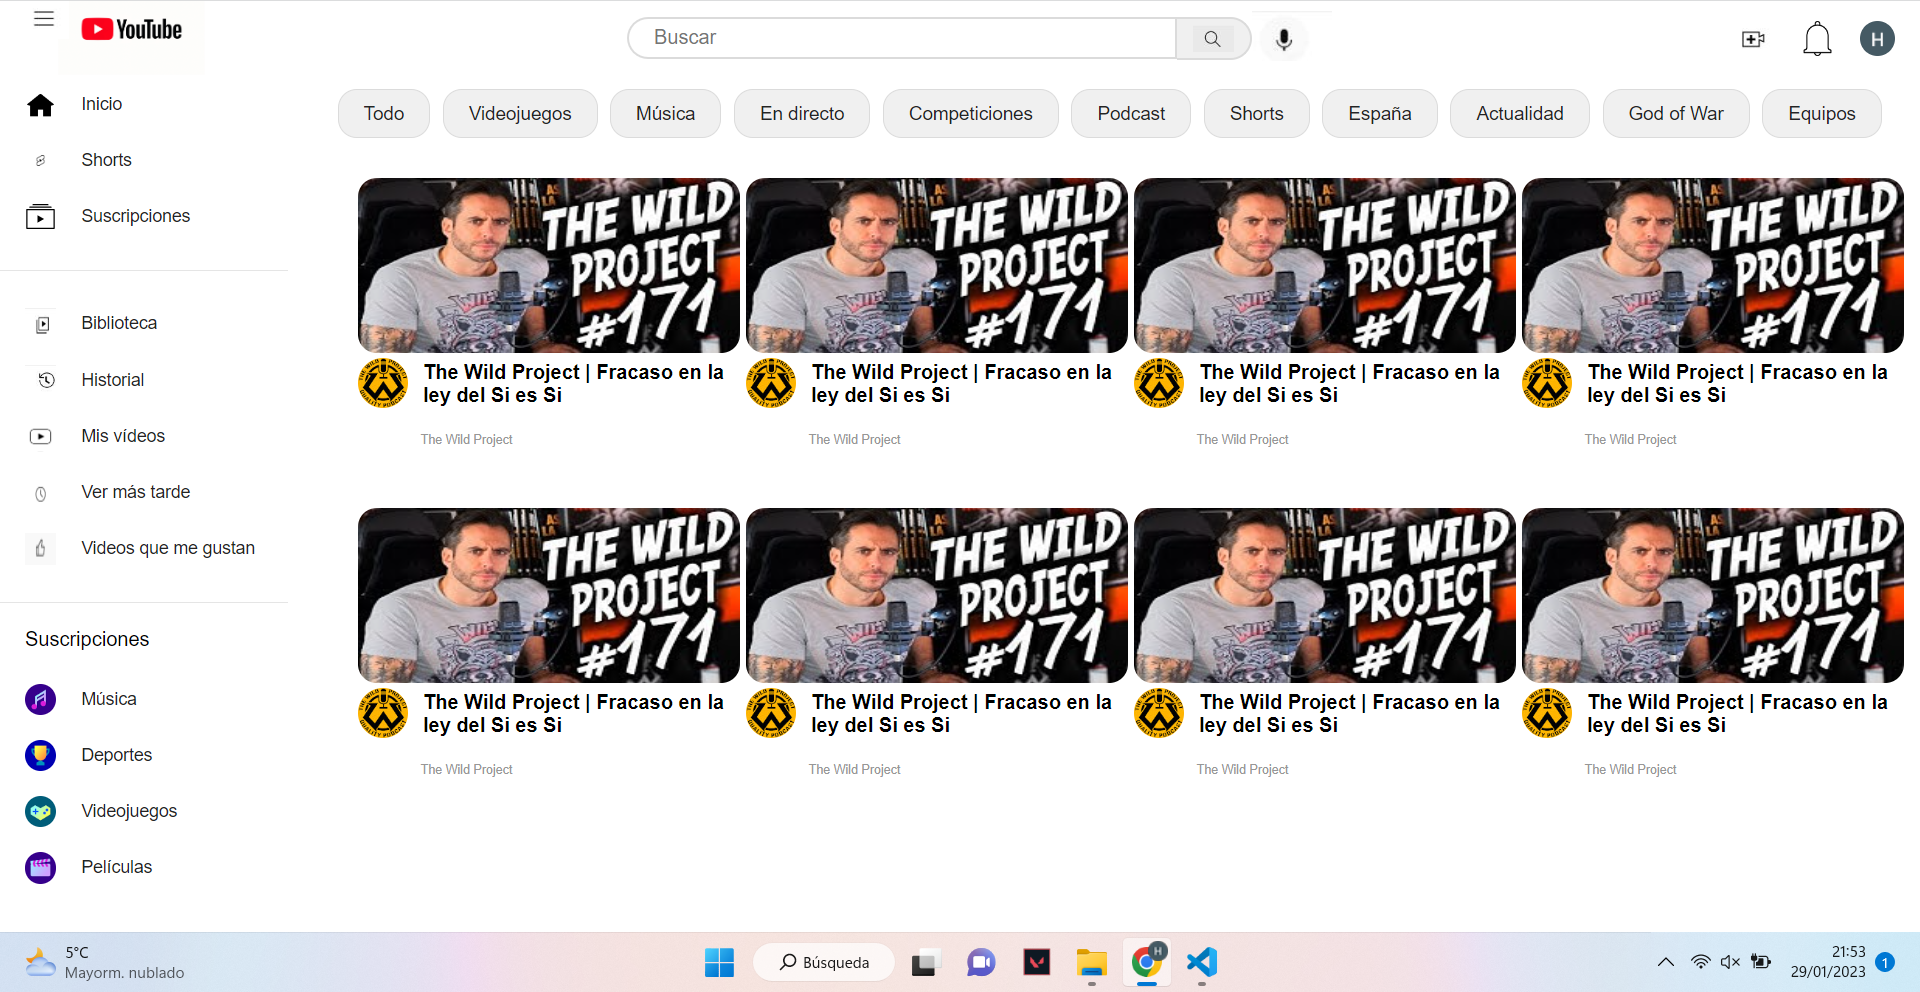 YouTube
Buscar
H
Inicio
Shorts
Suscripciones
Biblioteca
Historial
Mis vídeos
Ver más tarde
Videos que me gustan
Suscripciones
Música
Deportes
Videojuegos
Películas
Todo
Videojuegos
Música
En directo
Competiciones
Podcast
Shorts
España
Actualidad
God of War
Equipos
THE WILD
PROJECT
#171
THE WILD
PROJECT
#171
THE WILD
PROJECT
#171
THE WILD
PROJECT
#171
The Wild Project | Fracaso en la
ley del Si es Si
The Wild Project
The Wild Project | Fracaso en la
ley del Si es Si
The Wild Project
The Wild Project | Fracaso en la
ley del Si es Si
The Wild Project
The Wild Project | Fracaso en la
ley del Si es Si
The Wild Project
THE WILD
PROJECT
#171
THE WILD
PROJECT
#171
THE WILD
PROJECT
#171
THE WILD
PROJECT
#171
The Wild Project | Fracaso en la
ley del Si es Si
The Wild Project
The Wild Project | Fracaso en la
ley del Si es Si
The Wild Project
The Wild Project | Fracaso en la
ley del Si es Si
The Wild Project
The Wild Project | Fracaso en la
ley del Si es Si
The Wild Project
5°C
Mayorm. nublado
Búsqueda
H
21:53
29/01/2023
1